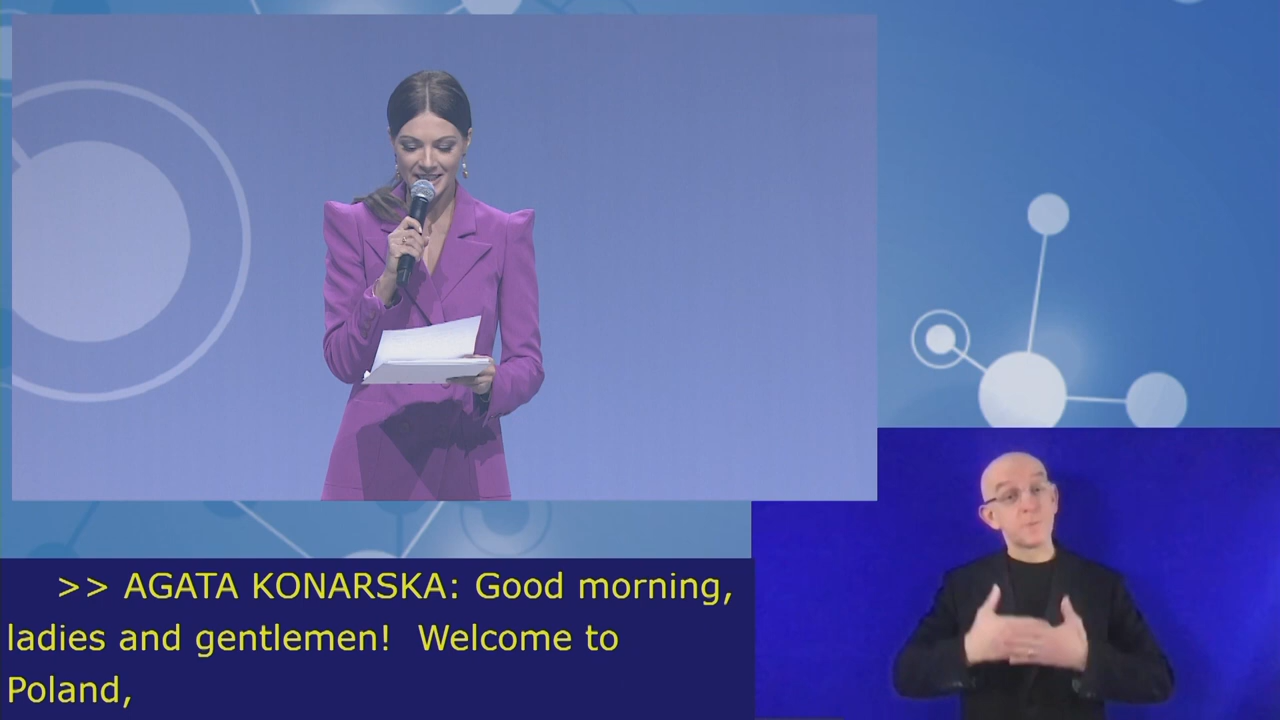 >> AGATA KONARSKA: Good morning,
ladies and gentlemen!  Welcome to
Poland,